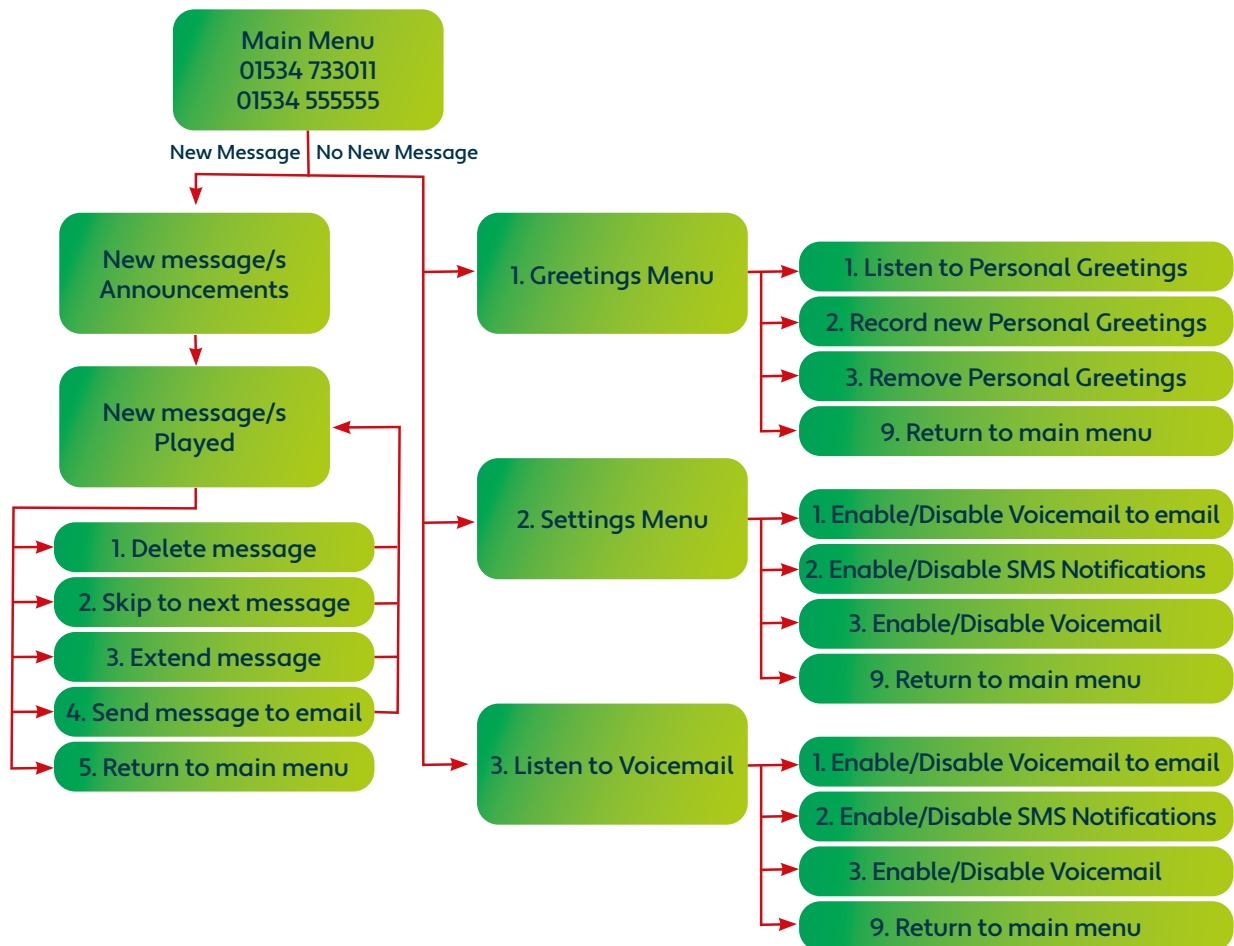 Main Menu
01534 733011
01534 555555
New Message
No New Message
New message/s
Announcements
New message/s
Played
1. Delete message
2. Skip to next message
3. Extend message
4. Send message to email
5. Return to main menu
1. Greetings Menu
1. Listen to Personal Greetings
2. Record new Personal Greetings
3. Remove Personal Greetings
9. Return to main menu
2. Settings Menu
1. Enable/Disable Voicemail to email
2. Enable/Disable SMS Notifications
3. Enable/Disable Voicemail
9. Return to main menu
3. Listen to Voicemail
1. Enable/Disable Voicemail to email
2. Enable/Disable SMS Notifications
3. Enable/Disable Voicemail
9. Return to main menu